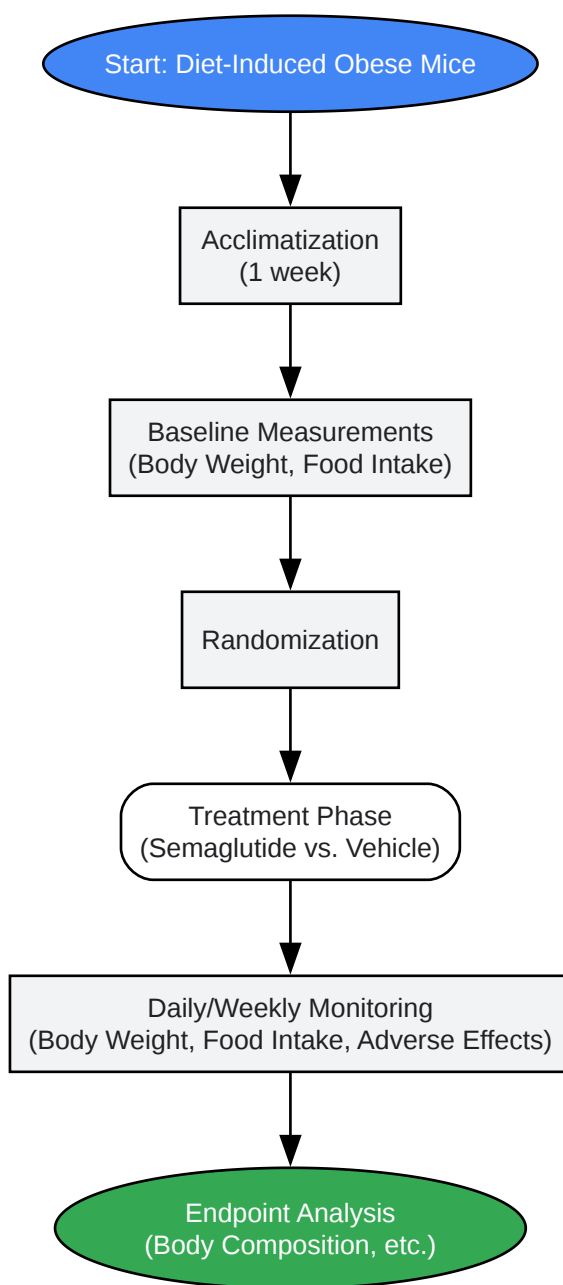 Start: Diet-Induced Obese Mice
Acclimatization
(1 week)
Baseline Measurements
(Body Weight, Food Intake)
Randomization
Treatment Phase
(Semaglutide vs. Vehicle)
Daily/Weekly Monitoring
(Body Weight, Food Intake, Adverse Effects)
Endpoint Analysis
(Body Composition, etc.)